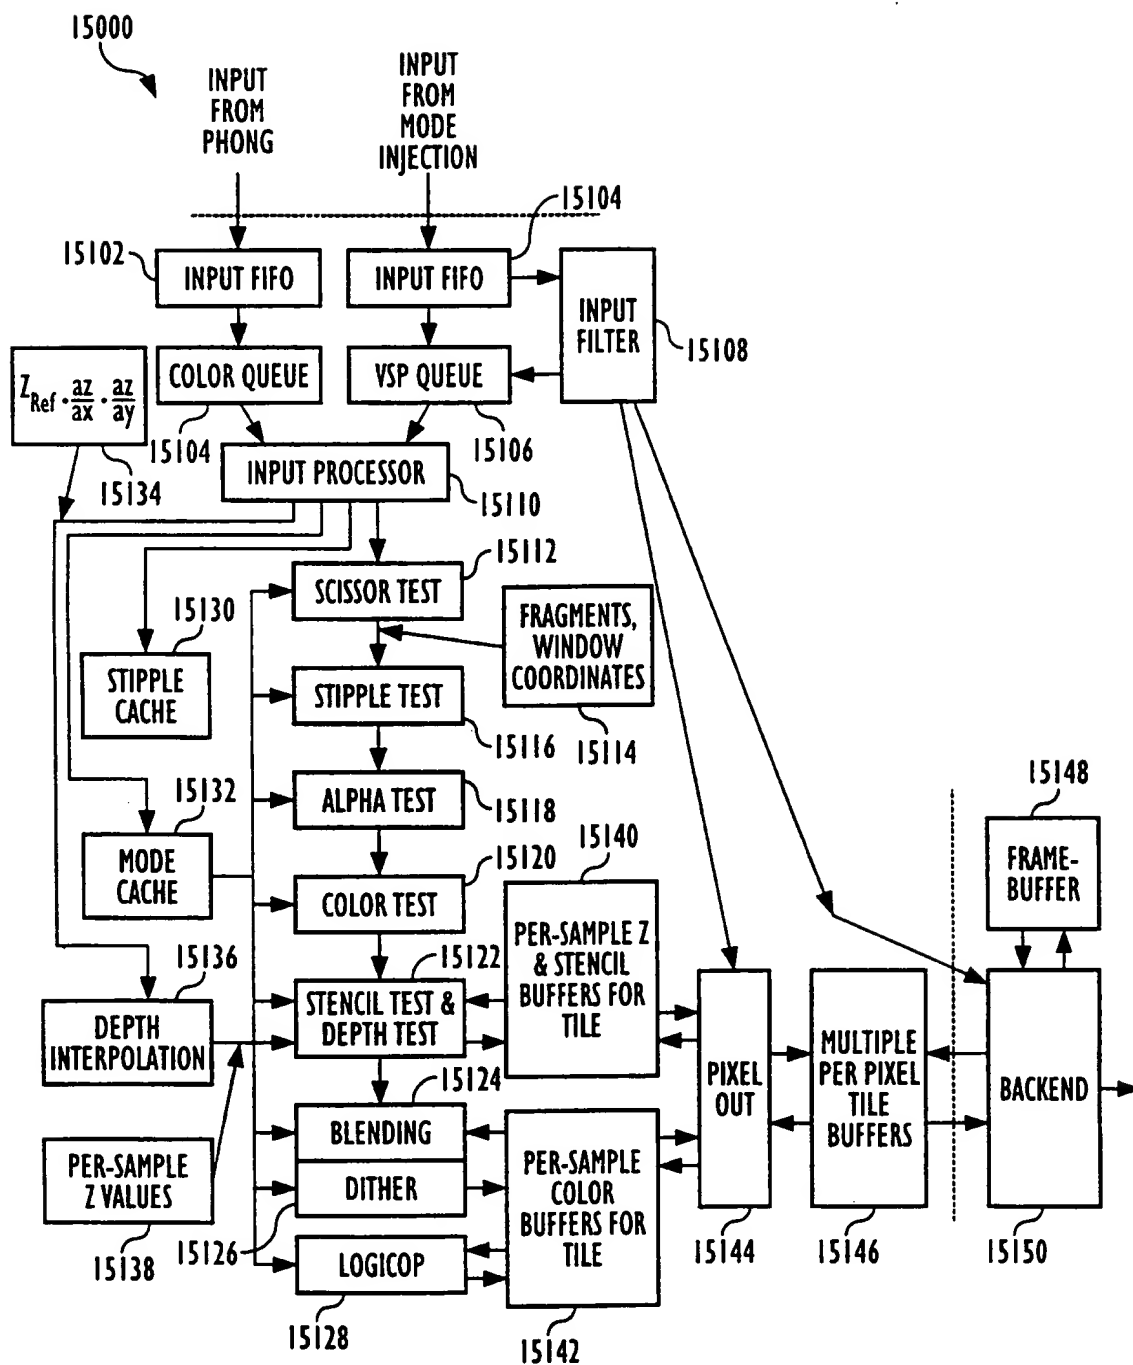 15000
INPUT
FROM
PHONG
INPUT
FROM
MODE
INJECTION
15104
15102
INPUT FIFO
INPUT FIFO
INPUT
FILTER
15108
Z Ref · az/ax · az/ay
COLOR QUEUE
VSP QUEUE
15104
15106
15134
INPUT PROCESSOR
15110
15112
SCISSOR TEST
FRAGMENTS,
WINDOW
COORDINATES
15114
15130
STIPPLE
CACHE
STIPPLE TEST
15116
15132
MODE
CACHE
ALPHA TEST
15118
15120
COLOR TEST
15140
PER-SAMPLE Z
& STENCIL
BUFFERS FOR
TILE
15148
FRAME-
BUFFER
15136
DEPTH
INTERPOLATION
15122
STENCIL TEST &
DEPTH TEST
15124
BLENDING
DITHER
15126
PER-SAMPLE
Z VALUES
15138
LOGICOP
15128
PER-SAMPLE
COLOR
BUFFERS FOR
TILE
15142
PIXEL
OUT
15144
MULTIPLE
PER PIXEL
TILE
BUFFERS
15146
BACKEND
15150